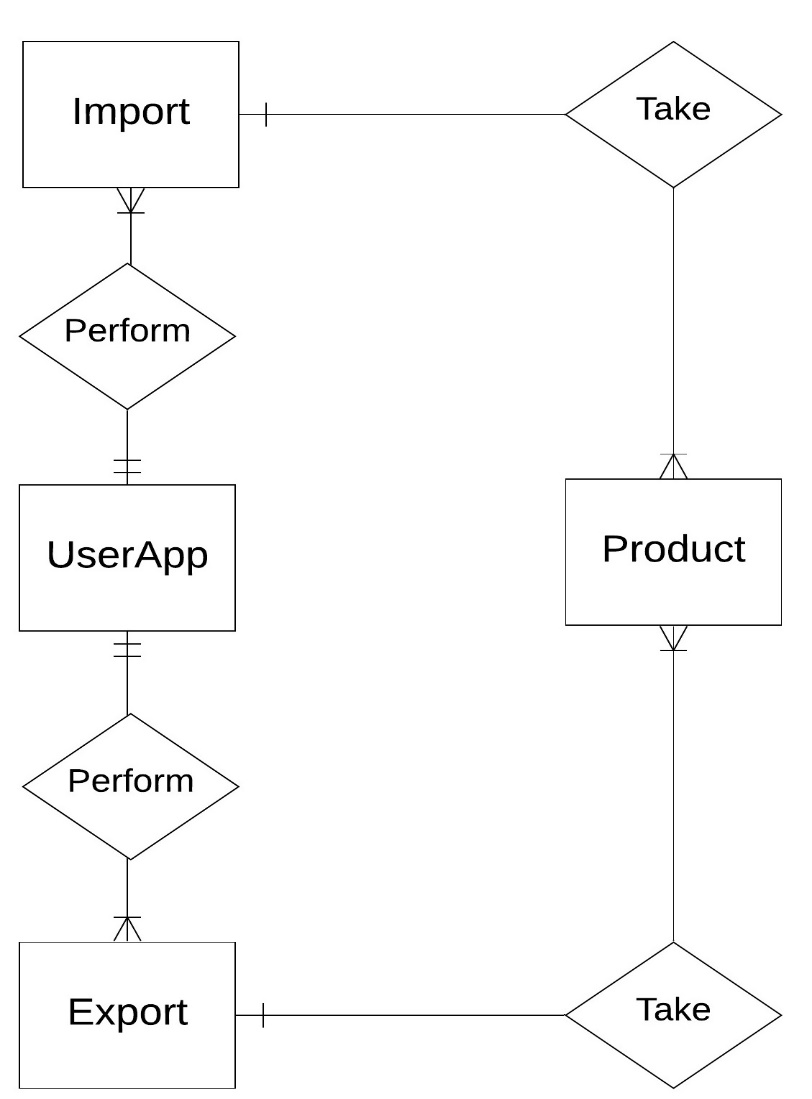 Import
Take
Perform
UserApp
Product
Perform
Export
Take